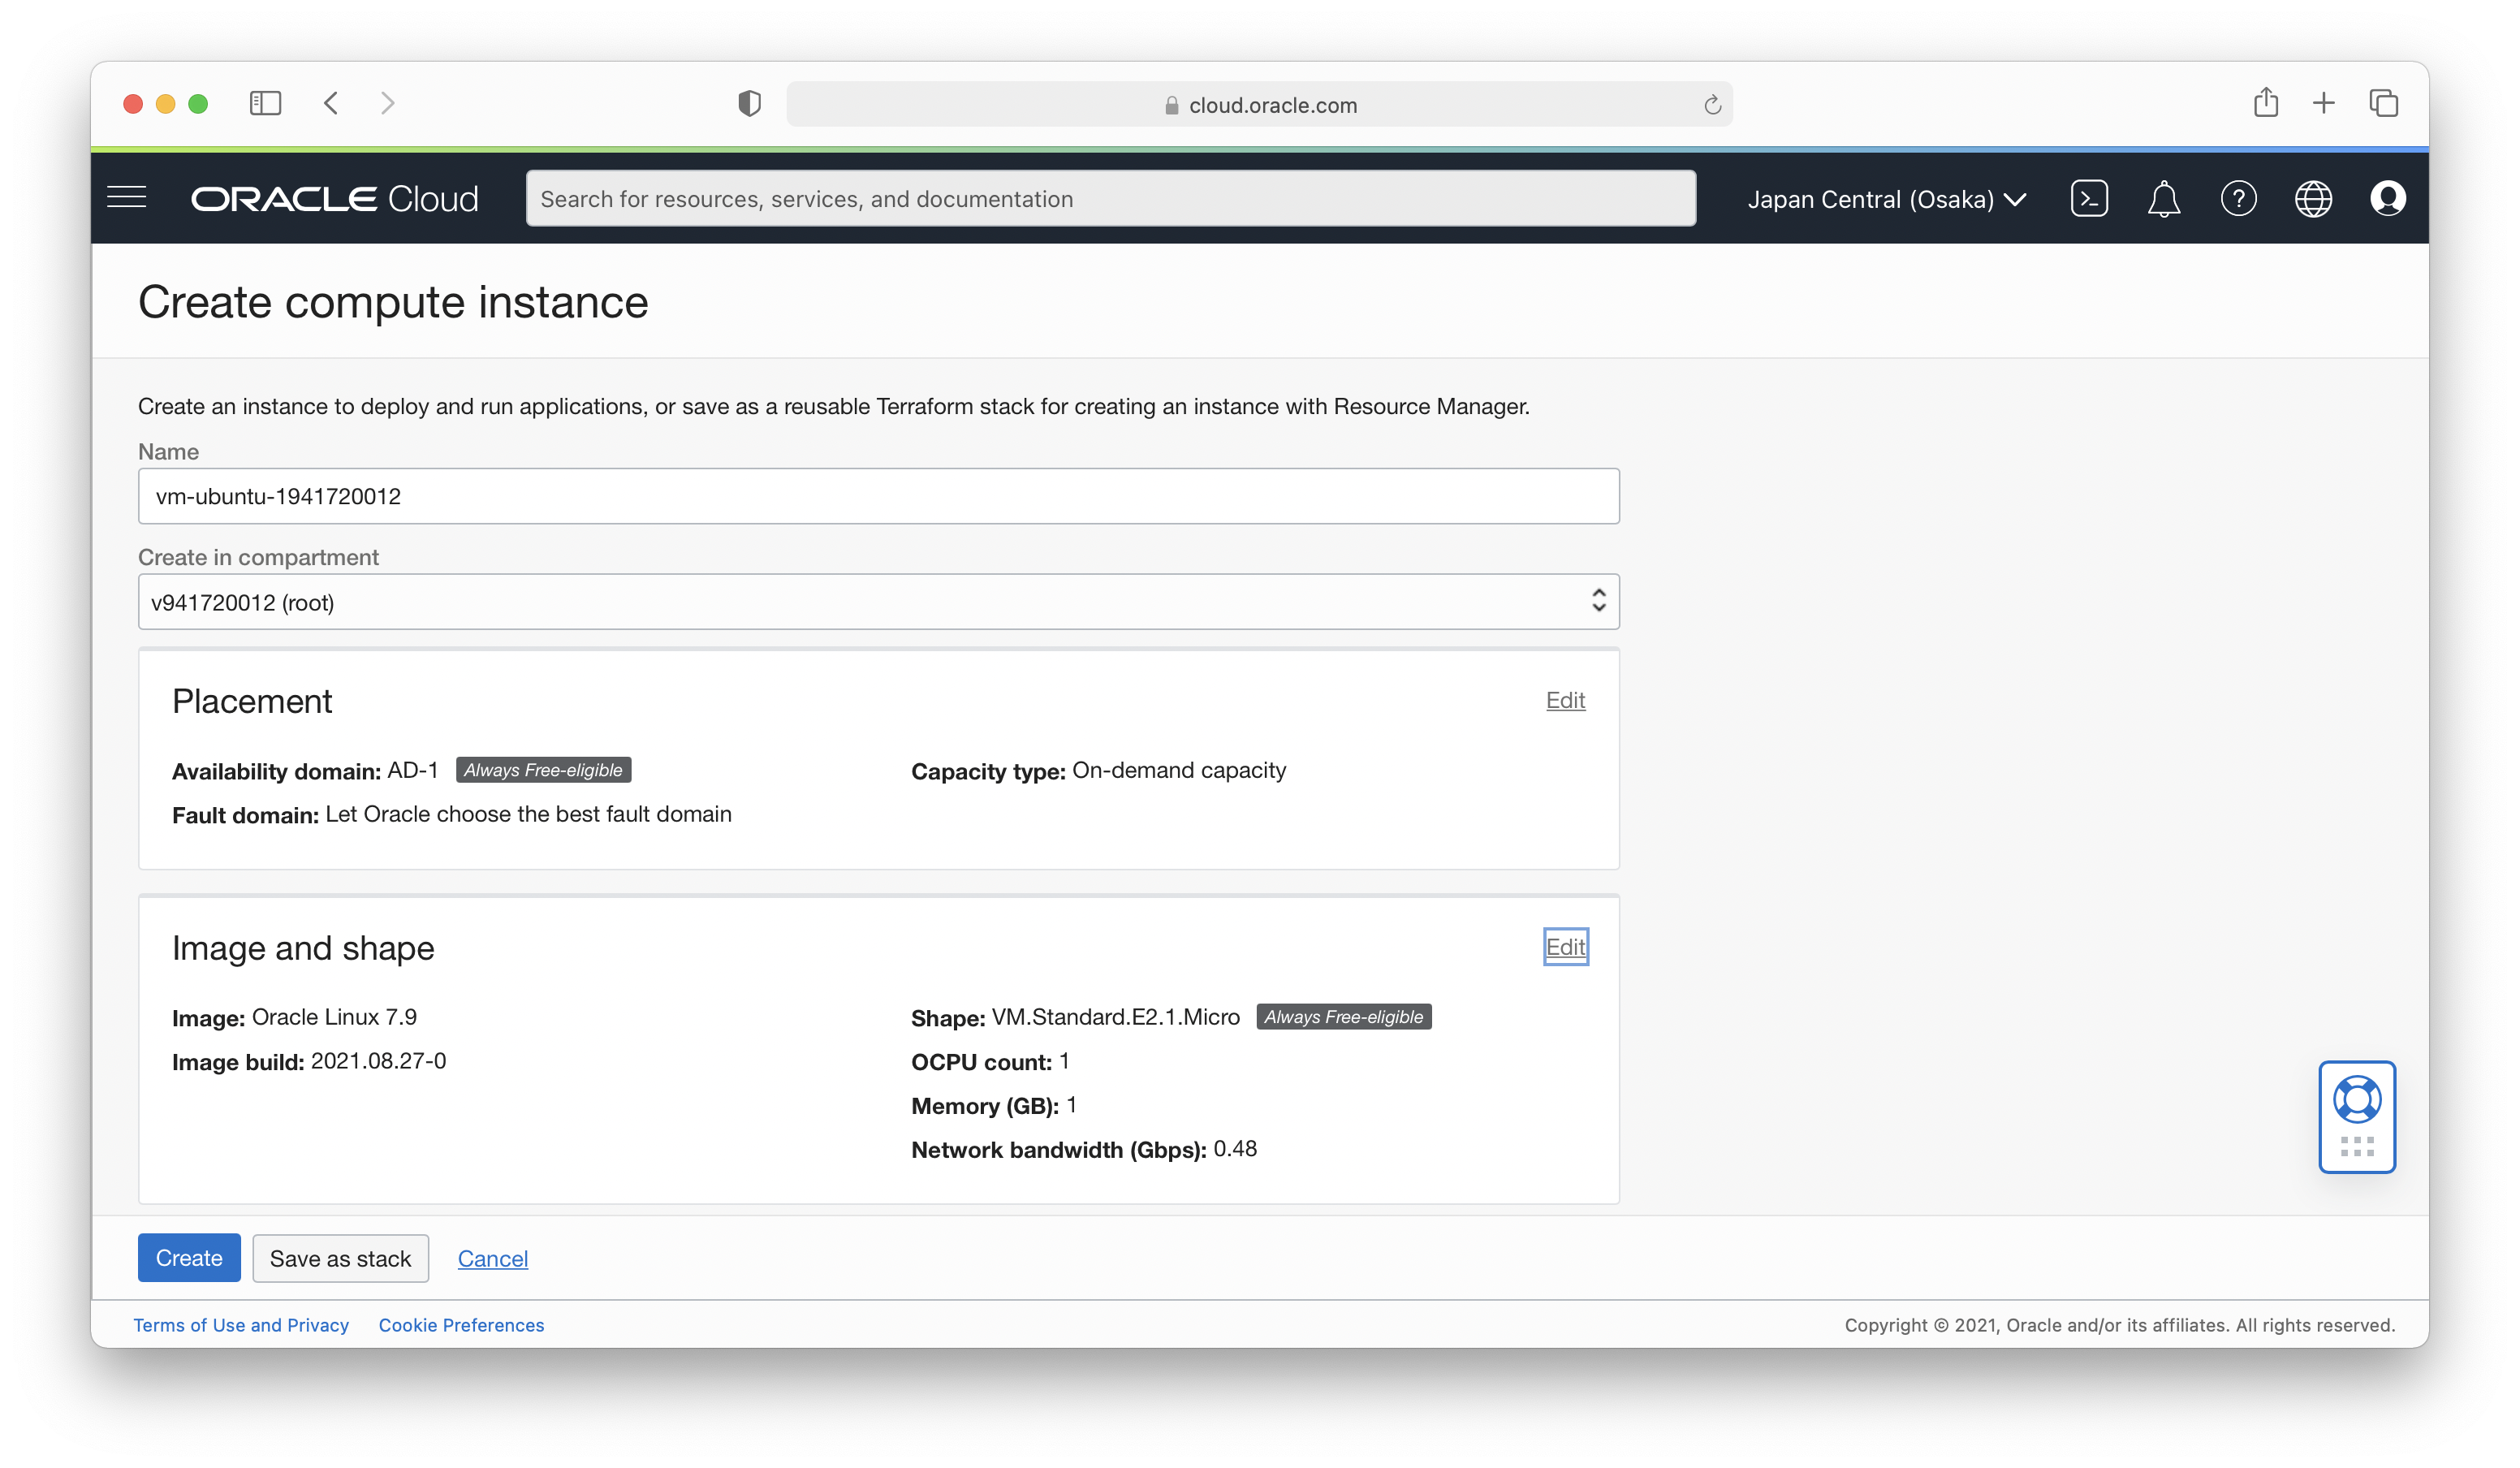 cloud.oracle.com
ORACLE Cloud
Search for resources, services, and documentation
Japan Central (Osaka)
Create compute instance
Create an instance to deploy and run applications, or save as a reusable Terraform stack for creating an instance with Resource Manager.
Name
vm-ubuntu-1941720012
Create in compartment
v941720012 (root)
Placement
Edit
Availability domain: AD-1 Always Free-eligible
Capacity type: On-demand capacity
Fault domain: Let Oracle choose the best fault domain
Image and shape
Edit
Image: Oracle Linux 7.9
Image build: 2021.08.27-0
Shape: VM.Standard.E2.1.Micro Always Free-eligible
OCPU count: 1
Memory (GB): 1
Network bandwidth (Gbps): 0.48
Create
Save as stack
Cancel
Terms of Use and Privacy
Cookie Preferences
Copyright © 2021, Oracle and/or its affiliates. All rights reserved.